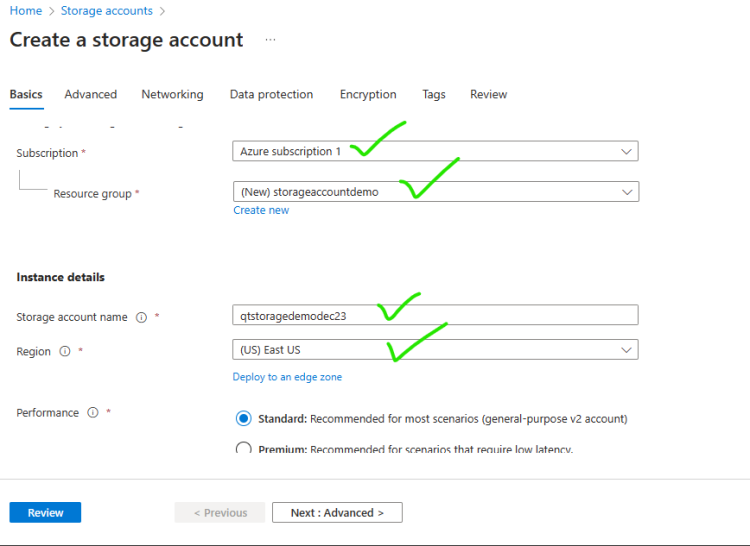 Home > Storage accounts >
Create a storage account ...
Basics Advanced Networking Data protection Encryption Tags Review
Subscription * Azure subscription 1
Resource group * (New) storageaccountdemo
Create new
Instance details
Storage account name * qtstoragedemodec23
Region * (US) East US
Deploy to an edge zone
Performance * Standard: Recommended for most scenarios (general-purpose v2 account)
Premium: Recommended for scenarios that require low latency.
Review < Previous Next : Advanced >